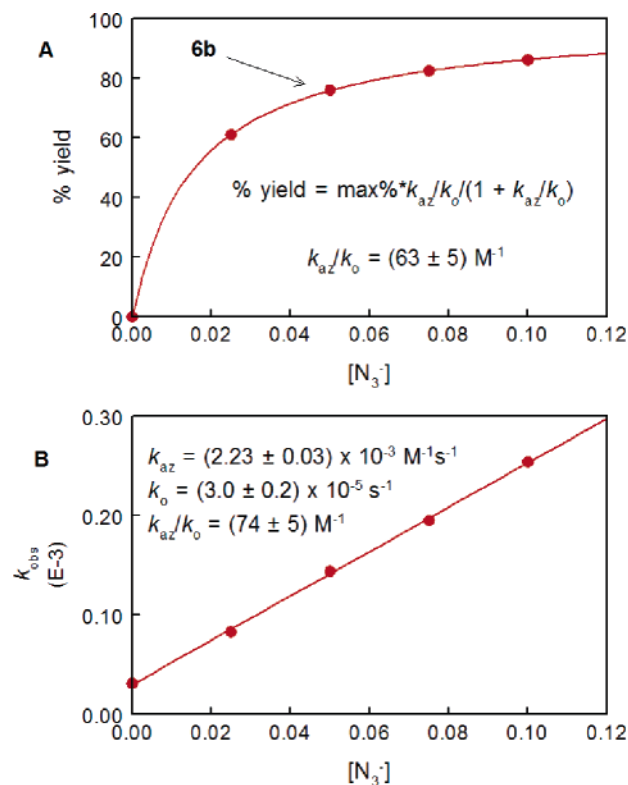 A
6b
100
80
60
40
20
0
% yield
% yield = max%*kaz/ko/(1 + kaz/ko)
kaz/ko = (63 ± 5) M-1
0.00 0.02 0.04 0.06 0.08 0.10 0.12
[N3-]
B
0.30
0.20
0.10
0.00
kobs
(E-3)
kaz = (2.23 ± 0.03) x 10-3 M-1s-1
ko = (3.0 ± 0.2) x 10-5 s-1
kaz/ko = (74 ± 5) M-1
0.00 0.02 0.04 0.06 0.08 0.10 0.12
[N3-]